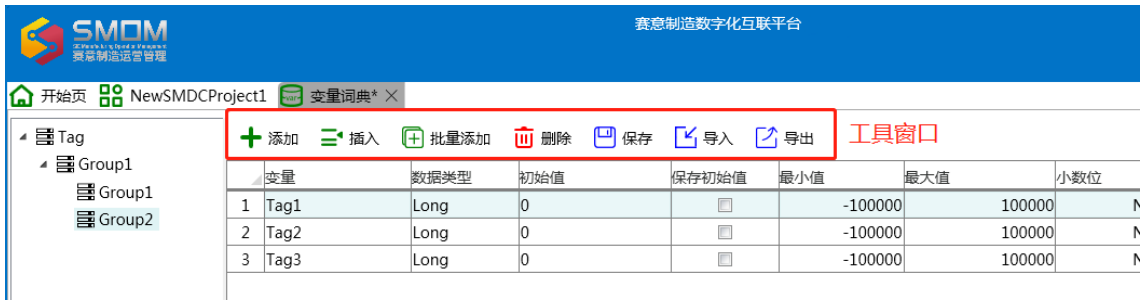 SMOM
赛意制造数字化互联平台
赛意制造运营管理
开始页 NewSMDCProject1 变量词典*
Tag
Group1
Group1
Group2
添加 插入 批量添加 删除 保存 导入 导出 工具窗口
变量 数据类型 初始值 保存初始值 最小值 最大值 小数位
1 Tag1 Long 0 -100000 100000
2 Tag2 Long 0 -100000 100000
3 Tag3 Long 0 -100000 100000